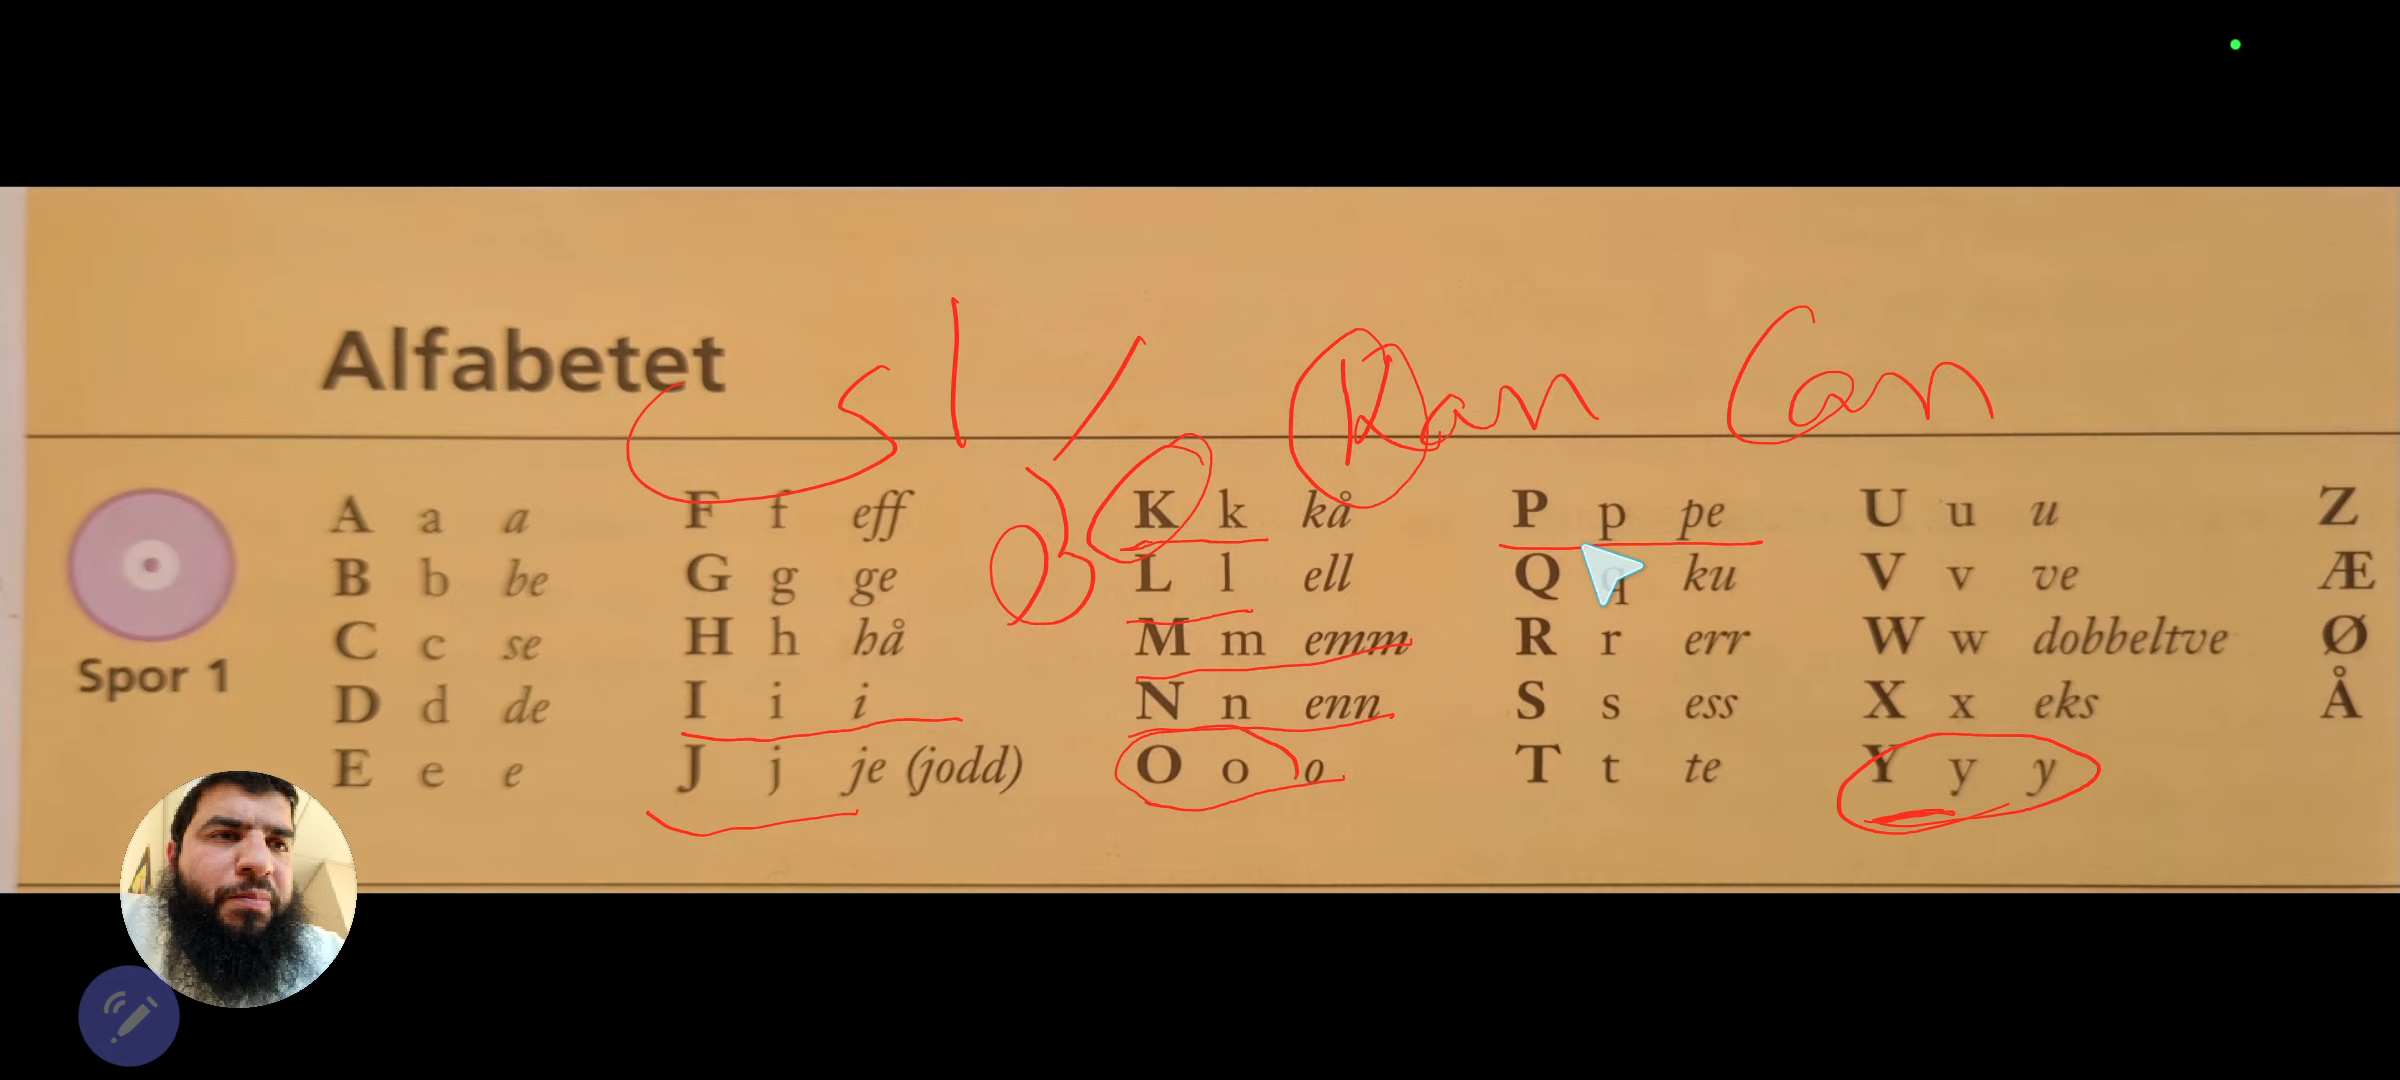 Alfabetet
Kan Can
Spor 1
A a a F f eff K k kå P p pe U u u Z
B b be G g ge L l ell Q q ku V v ve Æ
C c se H h hå M m emm R r err W w dobbeltve Ø
D d de I i i N n enn S s ess X x eks Å
E e e J j je (jodd) O o o T t te Y y y